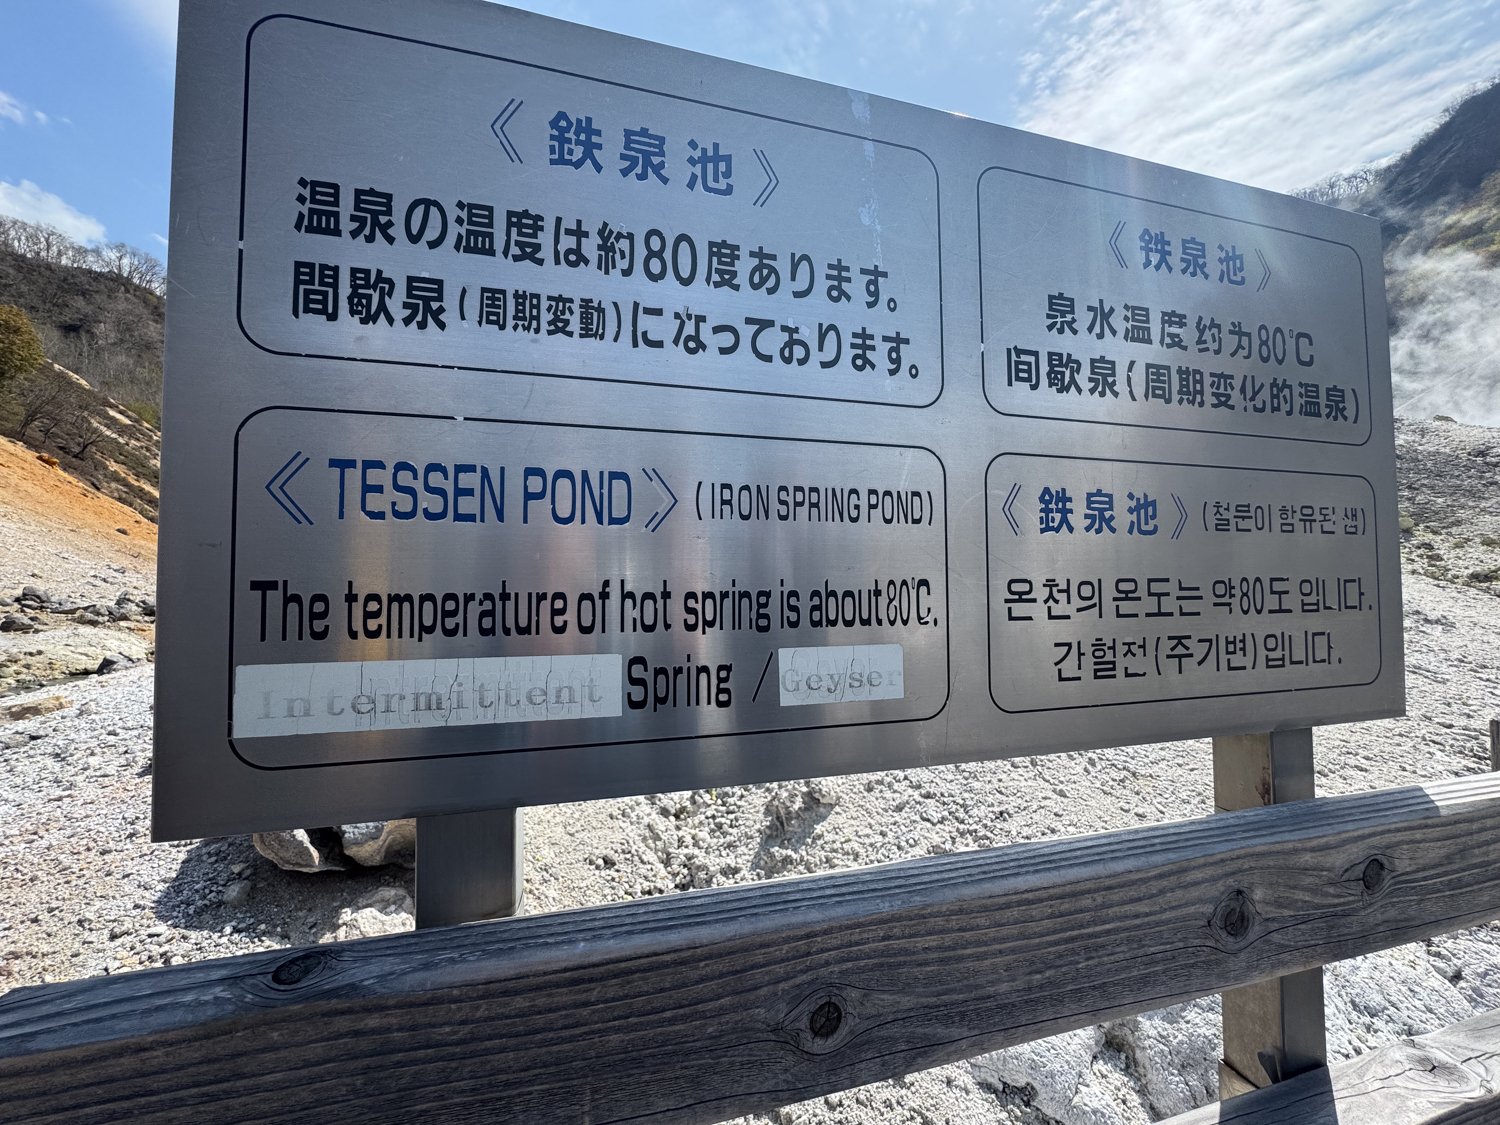 《鉄泉池》
温泉の温度は約80度あります。
間歇泉(周期変動)になっております。
《TESSEN POND》(IRON SPRING POND)
The temperature of hot spring is about 80℃.
Intermittent Spring / Geyser
《铁泉池》
泉水温度约为80℃
间歇泉(周期变化的温泉)
《鉄泉池》(철분이 함유된 샘)
온천의 온도는 약80도 입니다.
간헐전(주기변)입니다.